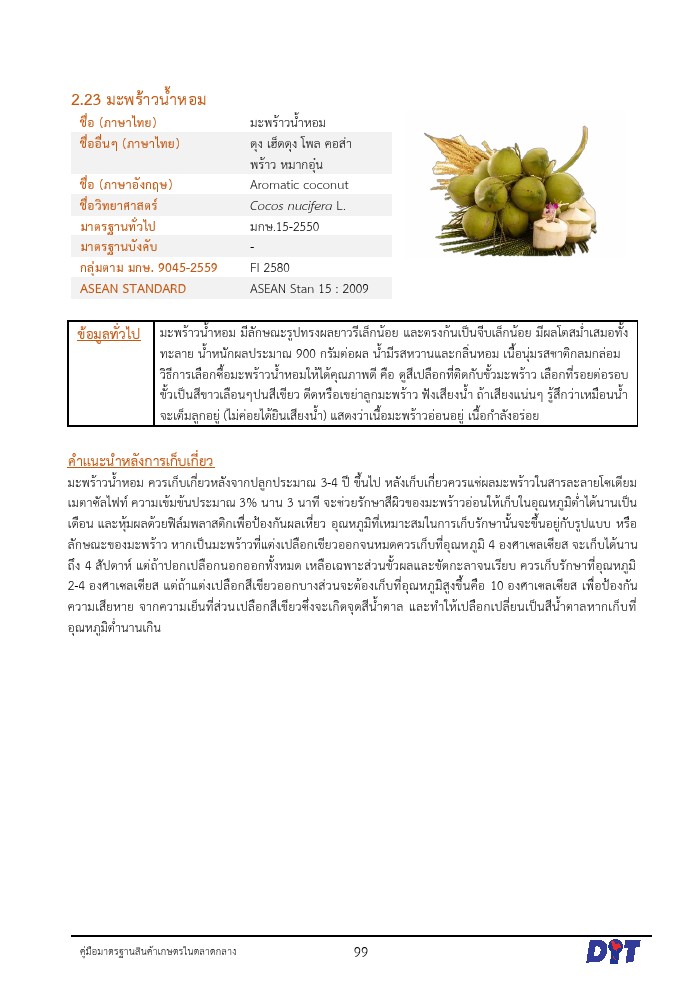 2.23 มะพร้าวน้ำหอม
ชื่อ (ภาษาไทย) มะพร้าวน้ำหอม
ชื่ออื่นๆ (ภาษาไทย) ดุง เฮ็ดดุง โพล คอส่า
พร้าว หมากอุ่น
ชื่อ (ภาษาอังกฤษ) Aromatic coconut
ชื่อวิทยาศาสตร์ Cocos nucifera L.
มาตรฐานทั่วไป มกษ.15-2550
มาตรฐานบังคับ -
กลุ่มตาม มกษ. 9045-2559 FI 2580
ASEAN STANDARD ASEAN Stan 15 : 2009
ข้อมูลทั่วไป
มะพร้าวน้ำหอม มีลักษณะรูปทรงผลยาวรีเล็กน้อย และตรงก้นเป็นจีบเล็กน้อย มีผลโตสม่ำเสมอทั้ง
ทะลาย น้ำหนักผลประมาณ 900 กรัมต่อผล น้ำมีรสหวานและกลิ่นหอม เนื้อนุ่มรสชาติกลมกล่อม
วิธีการเลือกซื้อมะพร้าวน้ำหอมให้ได้คุณภาพดี คือ ดูสีเปลือกที่ติดกับขั้วมะพร้าว เลือกที่รอยต่อรอบ
ขั้วเป็นสีขาวเลือนๆปนสีเขียว ดีดหรือเขย่าลูกมะพร้าว ฟังเสียงน้ำ ถ้าเสียงแน่นๆ รู้สึกว่าเหมือนน้ำ
จะเต็มลูกอยู่ (ไม่ค่อยได้ยินเสียงน้ำ) แสดงว่าเนื้อมะพร้าวอ่อนอยู่ เนื้อกำลังอร่อย
คำแนะนำหลังการเก็บเกี่ยว
มะพร้าวน้ำหอม ควรเก็บเกี่ยวหลังจากปลูกประมาณ 3-4 ปี ขึ้นไป หลังเก็บเกี่ยวควรแช่ผลมะพร้าวในสารละลายโซเดียม
เมตาซัลไฟท์ ความเข้มข้นประมาณ 3% นาน 3 นาที จะช่วยรักษาสีผิวของมะพร้าวอ่อนให้เก็บในอุณหภูมิต่ำได้นานเป็น
เดือน และหุ้มผลด้วยฟิล์มพลาสติกเพื่อป้องกันผลเหี่ยว อุณหภูมิที่เหมาะสมในการเก็บรักษานั้นจะขึ้นอยู่กับรูปแบบ หรือ
ลักษณะของมะพร้าว หากเป็นมะพร้าวที่แต่งเปลือกเขียวออกจนหมดควรเก็บที่อุณหภูมิ 4 องศาเซลเซียส จะเก็บได้นาน
ถึง 4 สัปดาห์ แต่ถ้าปอกเปลือกนอกออกทั้งหมด เหลือเฉพาะส่วนขั้วผลและขัดกะลาจนเรียบ ควรเก็บรักษาที่อุณหภูมิ
2-4 องศาเซลเซียส แต่ถ้าแต่งเปลือกสีเขียวออกบางส่วนจะต้องเก็บที่อุณหภูมิสูงขึ้นคือ 10 องศาเซลเซียส เพื่อป้องกัน
ความเสียหาย จากความเย็นที่ส่วนเปลือกสีเขียวซึ่งจะเกิดจุดสีน้ำตาล และทำให้เปลือกเปลี่ยนเป็นสีน้ำตาลหากเก็บที่
อุณหภูมิต่ำนานเกิน
คู่มือมาตรฐานสินค้าเกษตรในตลาดกลาง 99 DIT